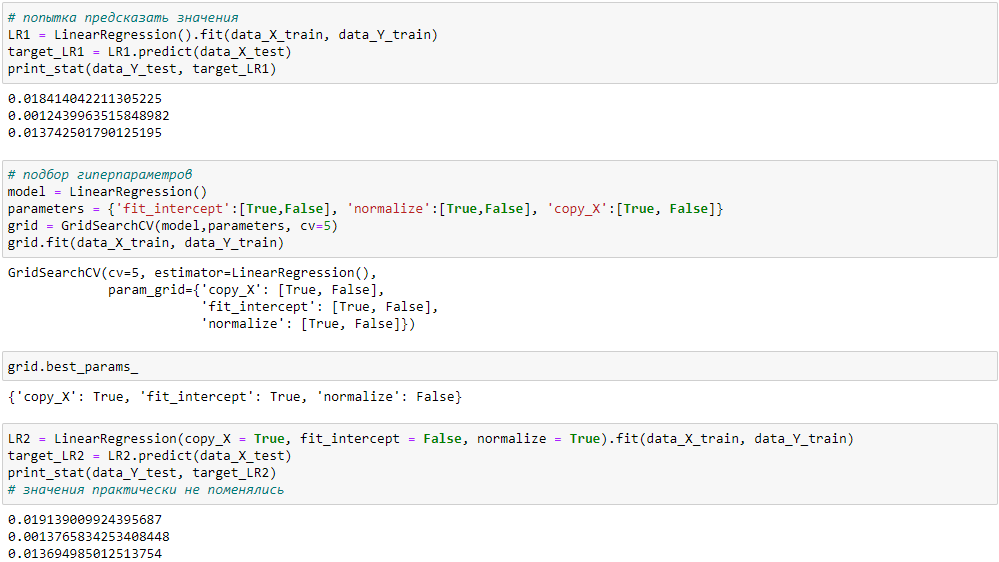 # попытка предсказать значения
LR1 = LinearRegression().fit(data_X_train, data_Y_train)
target_LR1 = LR1.predict(data_X_test)
print_stat(data_Y_test, target_LR1)
0.018414042211305225
0.0012439963515848982
0.013742501790125195
# подбор гиперпараметров
model = LinearRegression()
parameters = {'fit_intercept':[True,False], 'normalize':[True,False], 'copy_X':[True, False]}
grid = GridSearchCV(model,parameters, cv=5)
grid.fit(data_X_train, data_Y_train)
GridSearchCV(cv=5, estimator=LinearRegression(),
             param_grid={'copy_X': [True, False],
                         'fit_intercept': [True, False],
                         'normalize': [True, False]})
grid.best_params_
{'copy_X': True, 'fit_intercept': True, 'normalize': False}
LR2 = LinearRegression(copy_X = True, fit_intercept = False, normalize = True).fit(data_X_train, data_Y_train)
target_LR2 = LR2.predict(data_X_test)
print_stat(data_Y_test, target_LR2)
# значения практически не поменялись
0.019139009924395687
0.0013765834253408448
0.013694985012513754